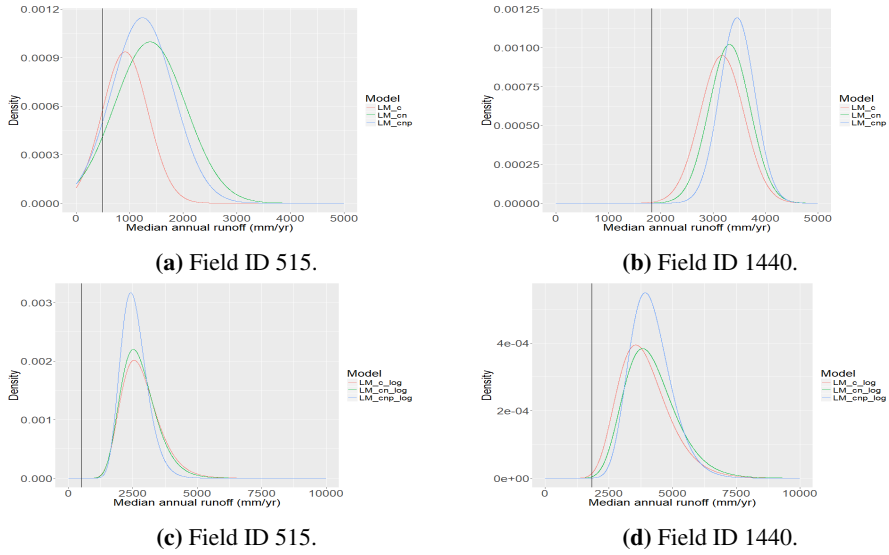 0.0012
0.0009
0.0006
0.0003
0.0000
Density
0 1000 2000 3000 4000 5000
Median annual runoff (mm/yr)
Model
LM_c
LM_cn
LM_cnp
(a) Field ID 515.
0.00125
0.00100
0.00075
0.00050
0.00025
0.00000
Density
0 1000 2000 3000 4000 5000
Median annual runoff (mm/yr)
Model
LM_c
LM_cn
LM_cnp
(b) Field ID 1440.
0.003
0.002
0.001
0.000
Density
0 2500 5000 7500 10000
Median annual runoff (mm/yr)
Model
LM_c_log
LM_cn_log
LM_cnp_log
(c) Field ID 515.
4e-04
2e-04
0e+00
Density
0 2500 5000 7500 10000
Median annual runoff (mm/yr)
Model
LM_c_log
LM_cn_log
LM_cnp_log
(d) Field ID 1440.